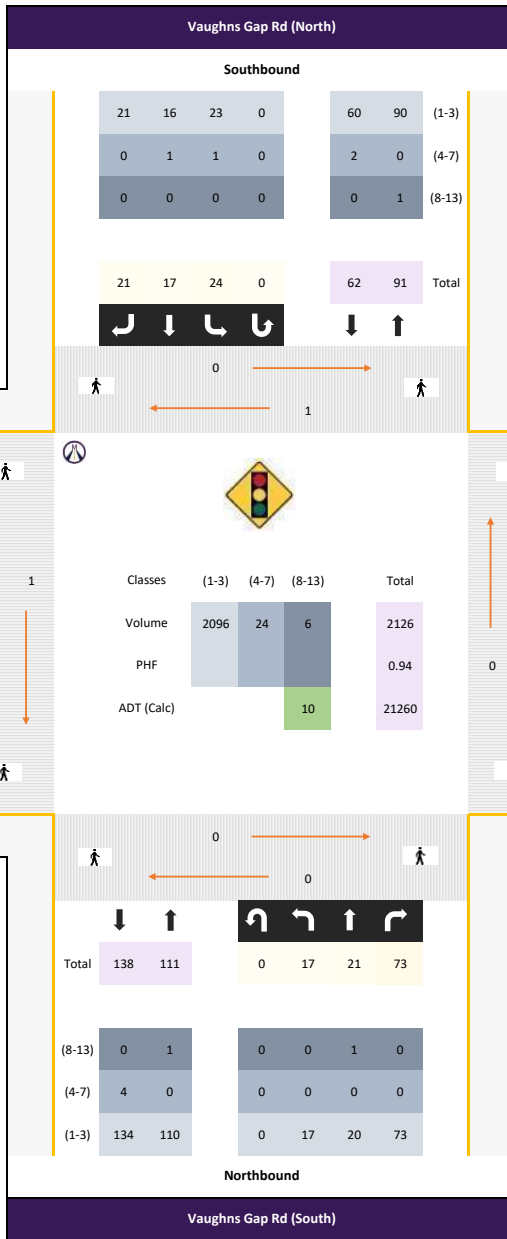 Vaughns Gap Rd (North)
Southbound
21 16 23 0 60 90 (1-3)
0 1 1 0 2 0 (4-7)
0 0 0 0 0 1 (8-13)
21 17 24 0 62 91 Total
0
1
1
Classes (1-3) (4-7) (8-13) Total
Volume 2096 24 6 2126
PHF 0.94
0
ADT (Calc) 10 21260
0
0
Total 138 111 0 17 21 73
(8-13) 0 1 0 0 1 0
(4-7) 4 0 0 0 0 0
(1-3) 134 110 0 17 20 73
Northbound
Vaughns Gap Rd (South)